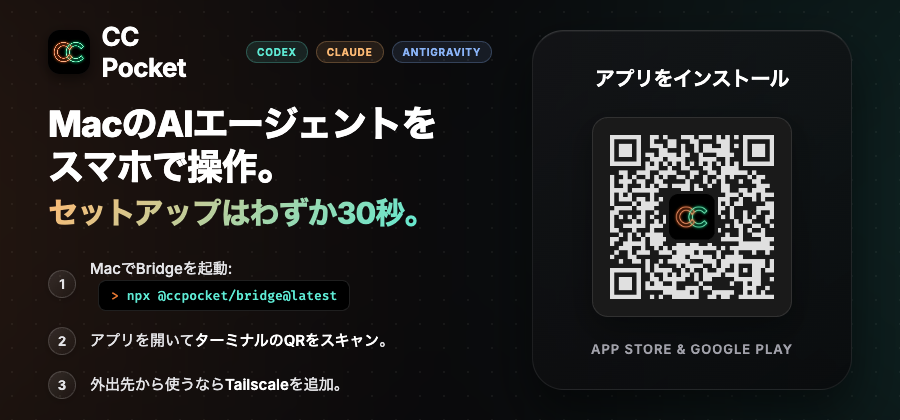 CC
Pocket
CODEX
CLAUDE
ANTIGRAVITY
MacのAIエージェントを
スマホで操作。
セットアップはわずか30秒。
1
MacでBridgeを起動:
> npx @ccpocket/bridge@latest
2
アプリを開いてターミナルのQRをスキャン。
3
外出先から使うならTailscaleを追加。
アプリをインストール
APP STORE & GOOGLE PLAY